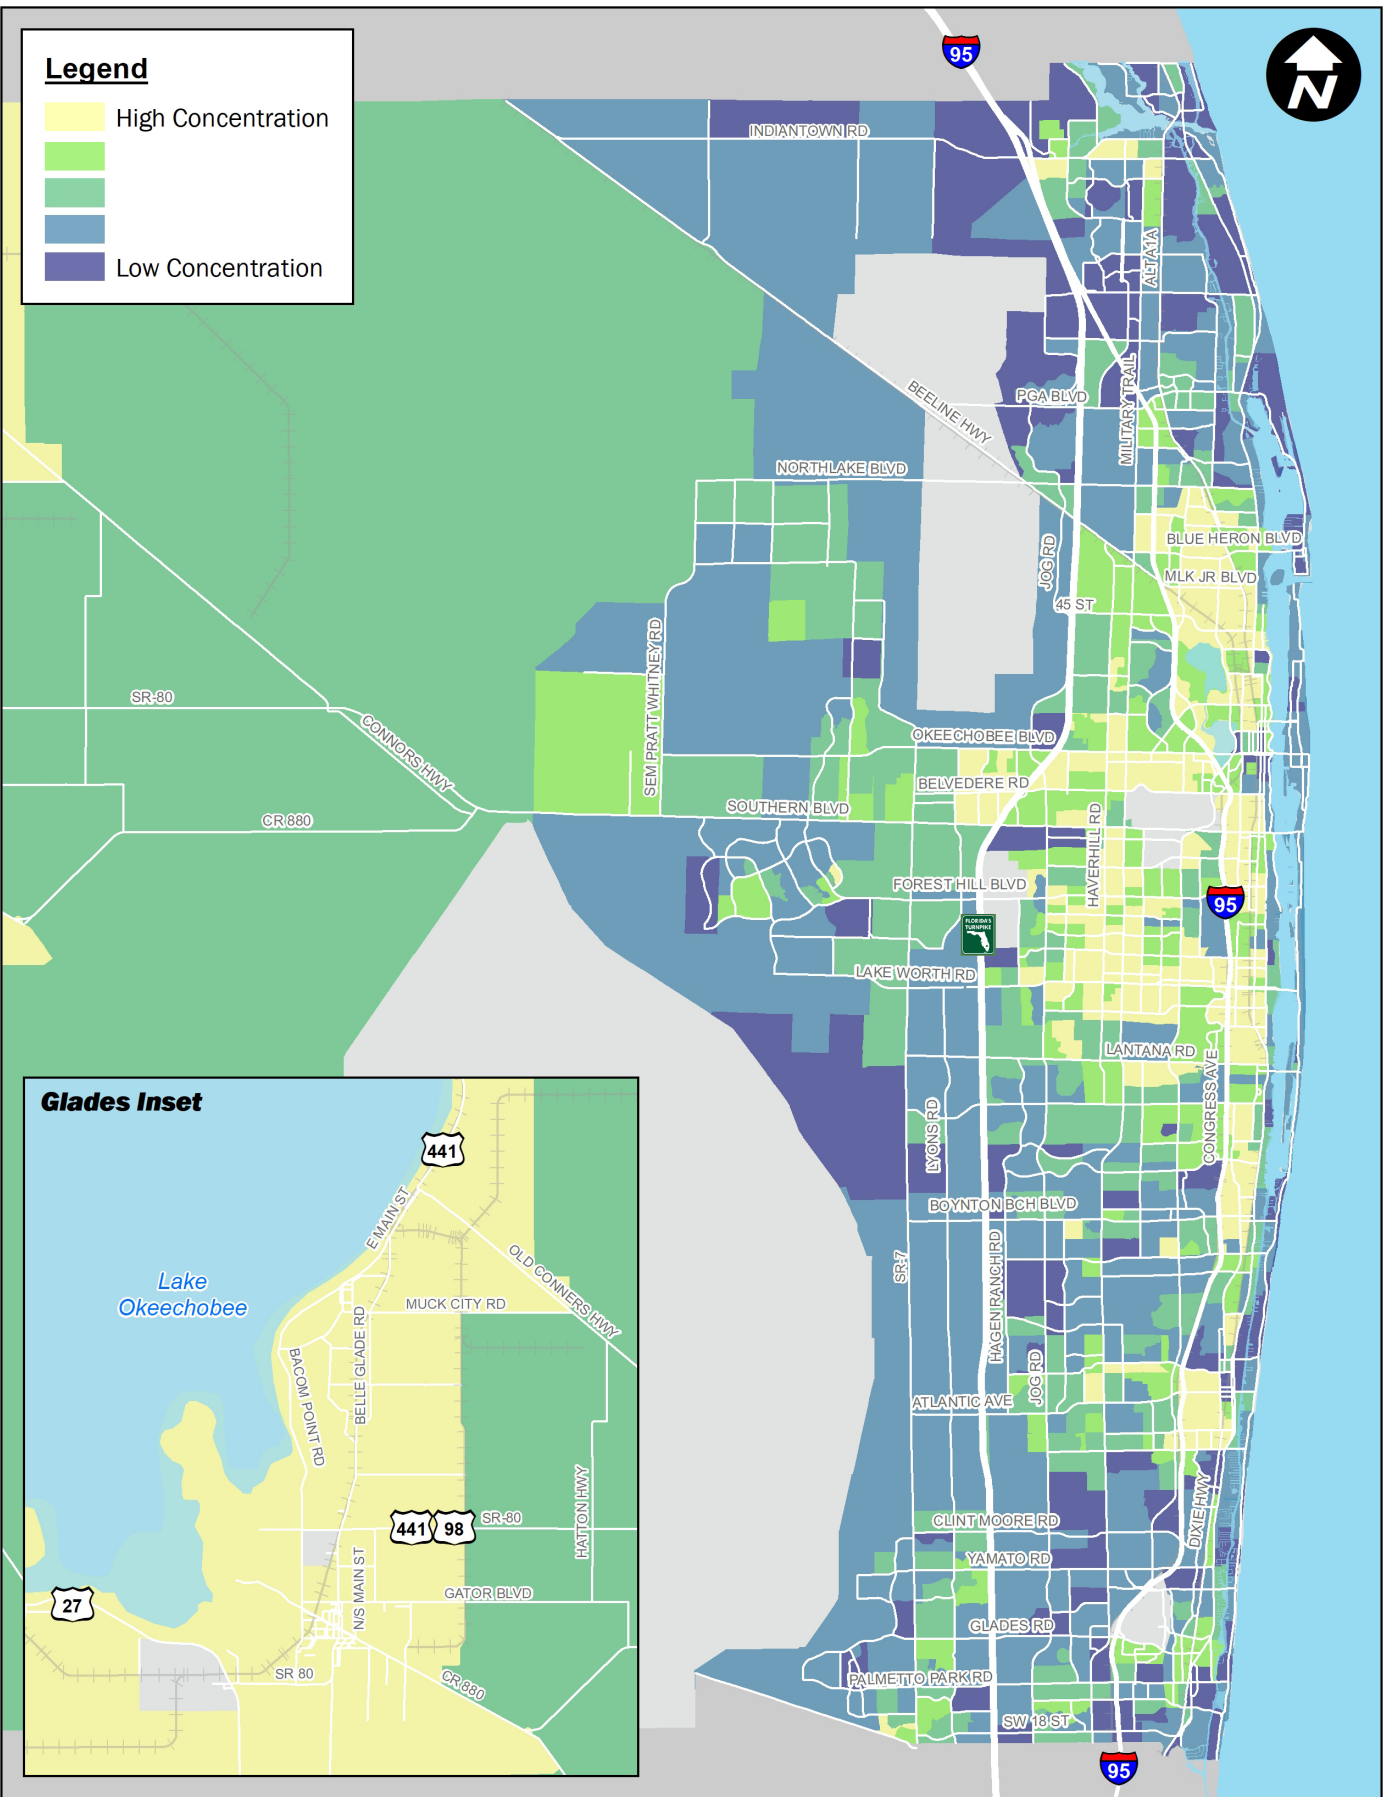 Legend
High Concentration
Low Concentration
95
N
INDIANTOWN RD
ALTA1A
BEELINE HWY
PGA BLVD
MILITARY TRAIL
NORTHLAKE BLVD
BLUE HERON BLVD
JOG RD
MLK JR BLVD
45 ST
SEM PRATT WHITNEY RD
SR-80
CONNORS HWY
OKEECHOBEE BLVD
BELVEDERE RD
SOUTHERN BLVD
CR 880
HAVERHILL RD
FOREST HILL BLVD
95
FLORIDA'S
TURNPIKE
LAKE WORTH RD
LANTANA RD
CONGRESS AVE
LYONS RD
BOYNTON BCH BLVD
SR-7
HAGEN RANCH RD
JOG RD
ATLANTIC AVE
DIXIE HWY
CLINT MOORE RD
YAMATO RD
GLADES RD
PALMETTO PARK RD
SW 18 ST
95
Glades Inset
441
E MAIN ST
OLD CONNERS HWY
Lake
Okeechobee
MUCK CITY RD
BELLE GLADE RD
BACOM POINT RD
HATTON HWY
441
98
SR-80
N/S MAIN ST
GATOR BLVD
27
SR 80
CR 880